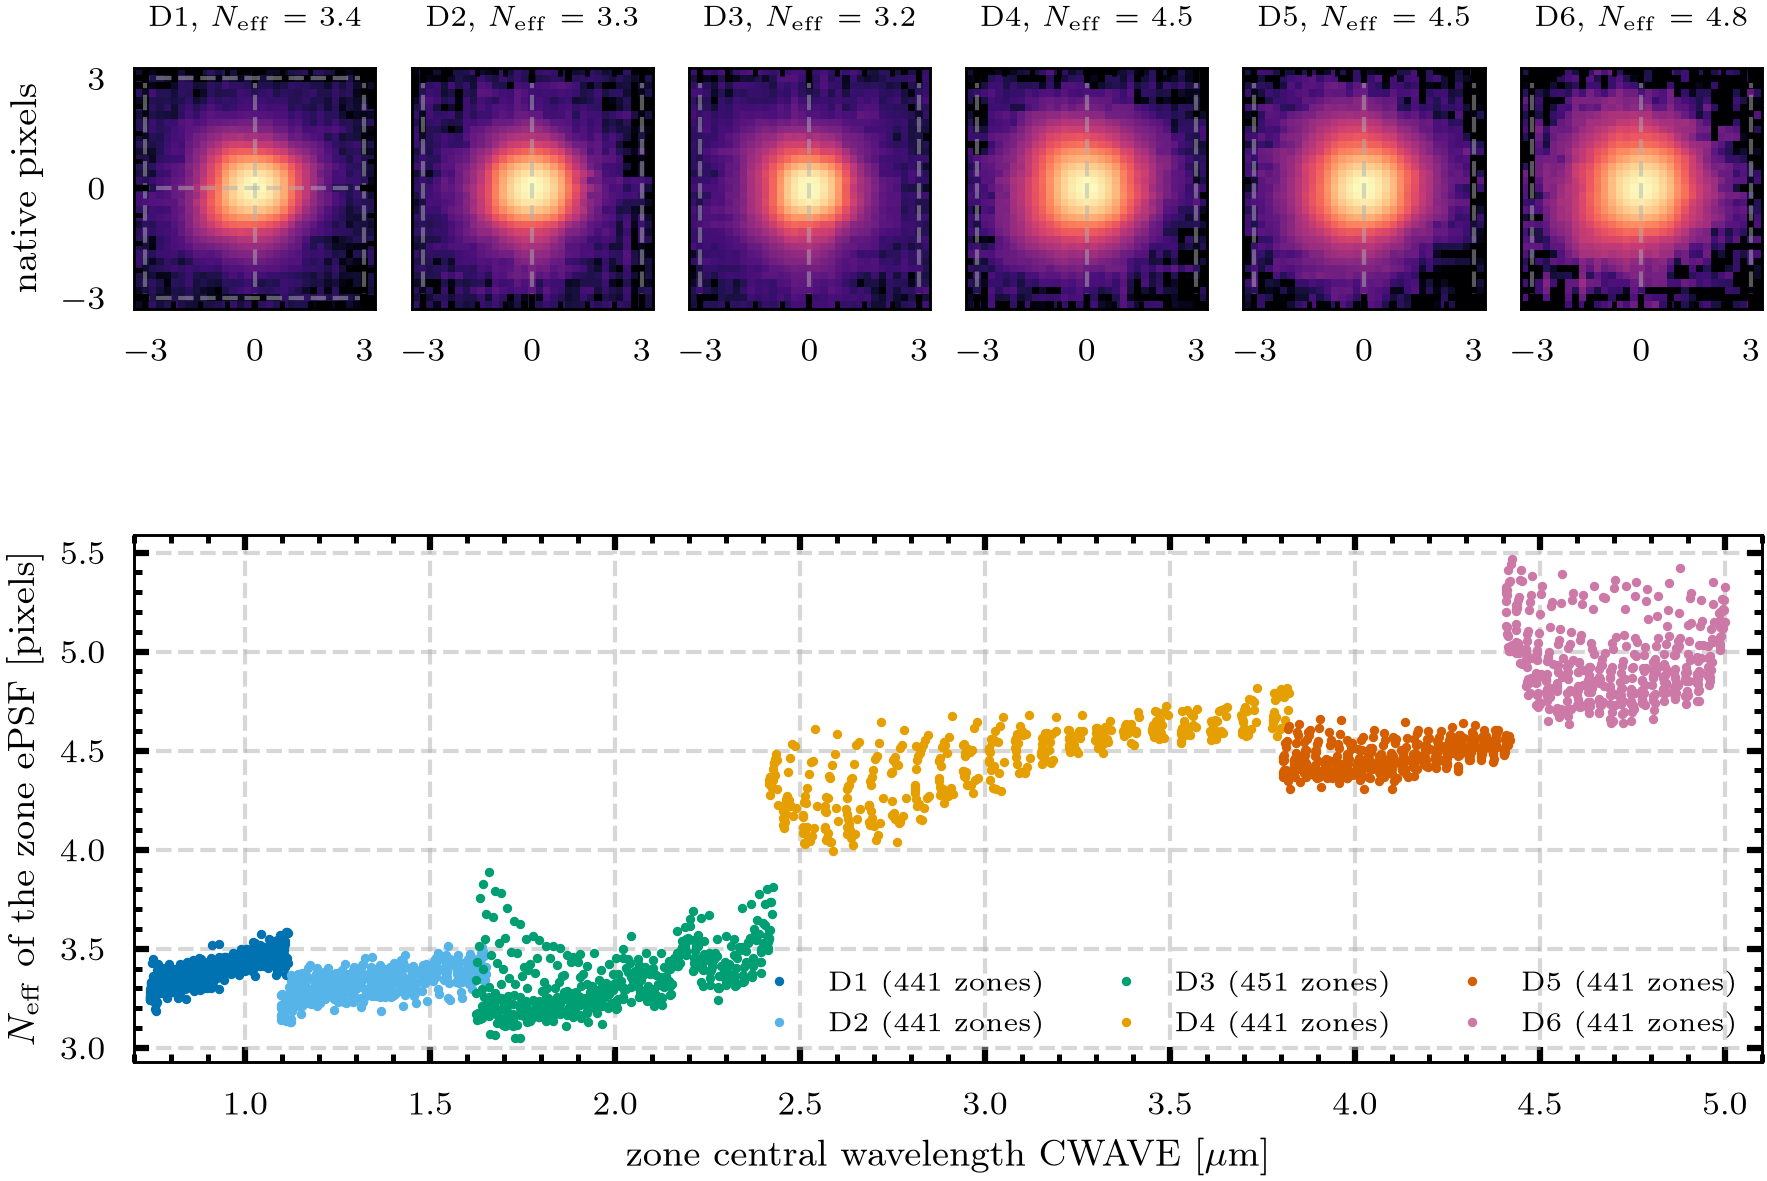 D1, N_eff = 3.4
D2, N_eff = 3.3
D3, N_eff = 3.2
D4, N_eff = 4.5
D5, N_eff = 4.5
D6, N_eff = 4.8
native pixels
3
0
−3
−3 0 3
−3 0 3
−3 0 3
−3 0 3
−3 0 3
−3 0 3
N_eff of the zone ePSF [pixels]
5.5
5.0
4.5
4.0
3.5
3.0
D1 (441 zones)
D2 (441 zones)
D3 (451 zones)
D4 (441 zones)
D5 (441 zones)
D6 (441 zones)
1.0 1.5 2.0 2.5 3.0 3.5 4.0 4.5 5.0
zone central wavelength CWAVE [μm]